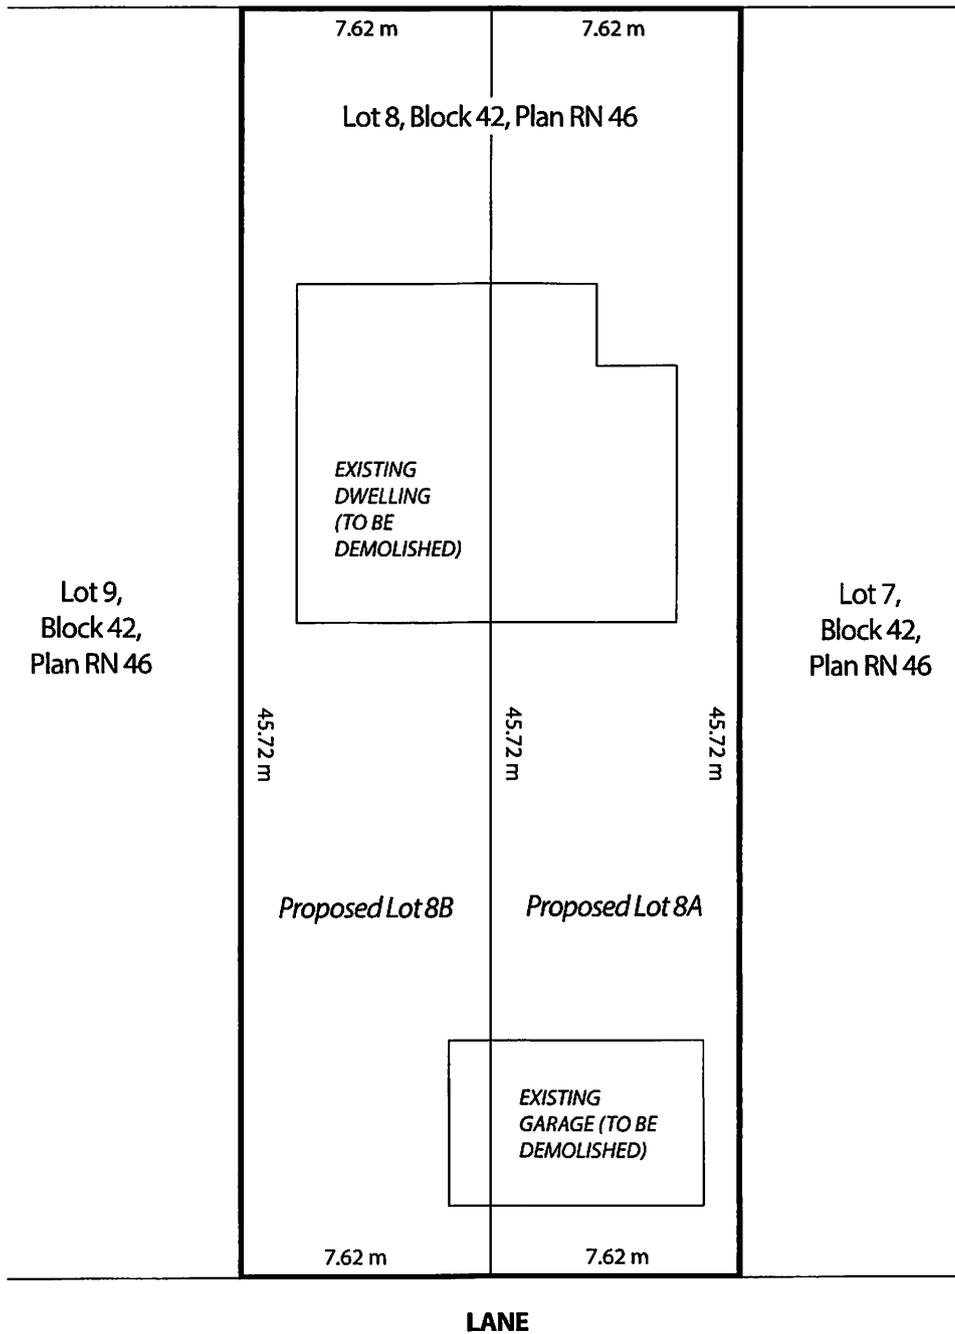 7.62 m
7.62 m
Lot 8, Block 42, Plan RN 46
EXISTING
DWELLING
(TO BE
DEMOLISHED)
Lot 9,
Block 42,
Plan RN 46
Lot 7,
Block 42,
Plan RN 46
45.72 m
45.72 m
45.72 m
Proposed Lot 8B
Proposed Lot 8A
EXISTING
GARAGE (TO BE
DEMOLISHED)
7.62 m
7.62 m
LANE